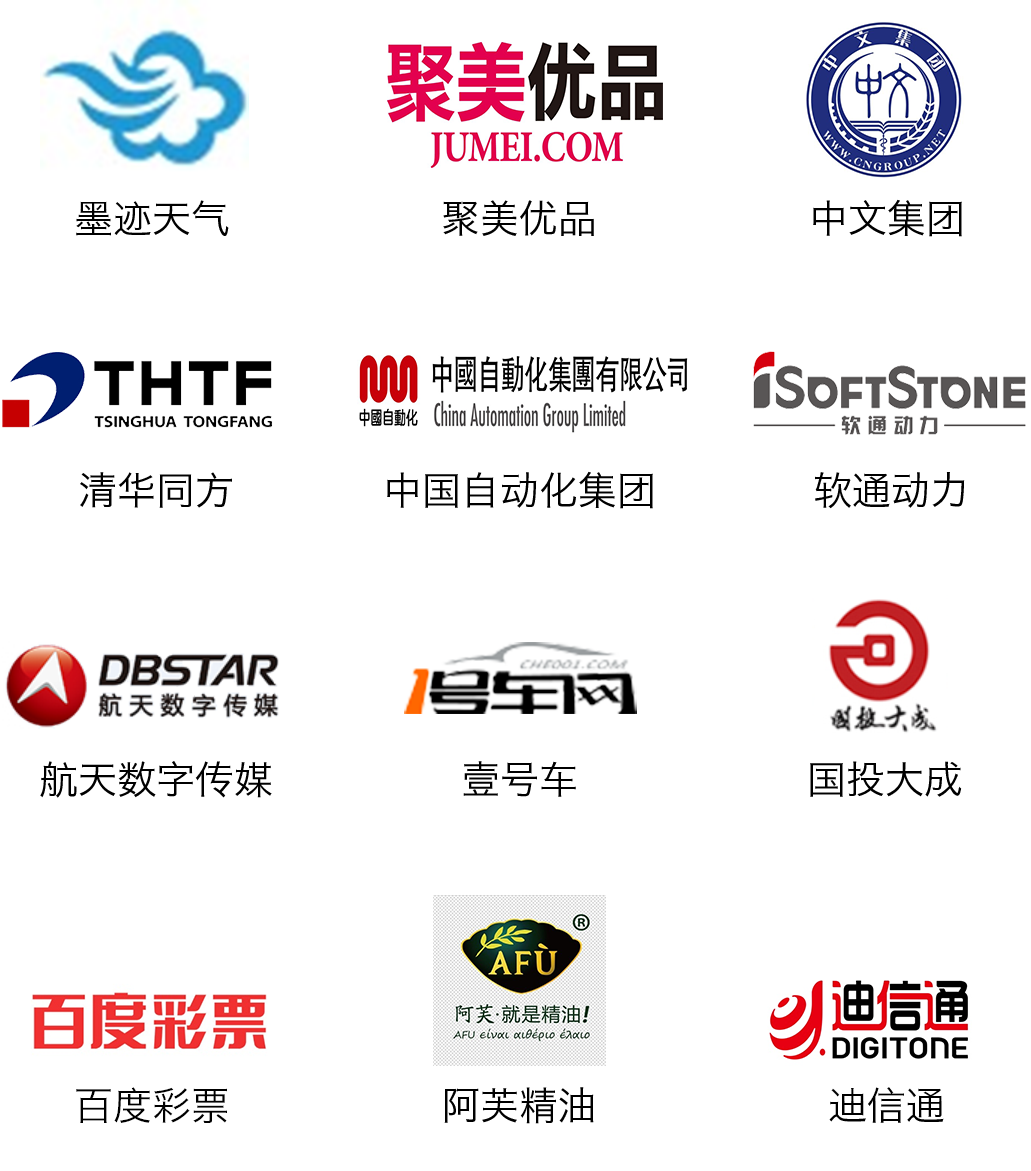 聚美优品
JUMEI.COM
中文集团
中文
WWW.CNGROUP.NET
墨迹天气
聚美优品
中文集团
THTF
TSINGHUA TONGFANG
中國自動化
中國自動化集團有限公司
China Automation Group Limited
iSOFTSTONE
软通动力
清华同方
中国自动化集团
软通动力
DBSTAR
航天数字传媒
CHE001.COM
1号车网
國投大成
航天数字传媒
壹号车
国投大成
百度彩票
®
AFÙ
阿芙·就是精油!
AFU είναι αιθέριο έλαιο
迪信通
DIGITONE
百度彩票
阿芙精油
迪信通